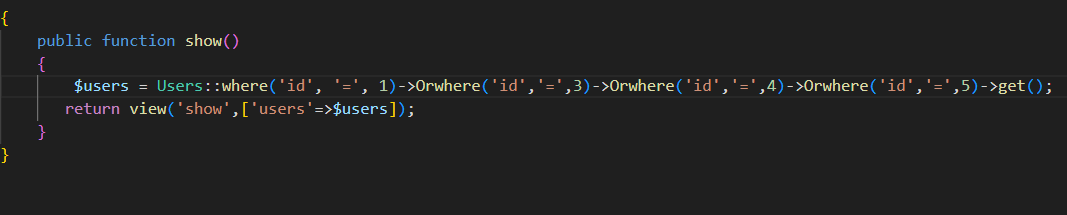 {
public function show()
{
$users = Users::where('id', '=', 1)->Orwhere('id','=',3)->Orwhere('id','=',4)->Orwhere('id','=',5)->get();
return view('show',['users'=>$users]);
}
}